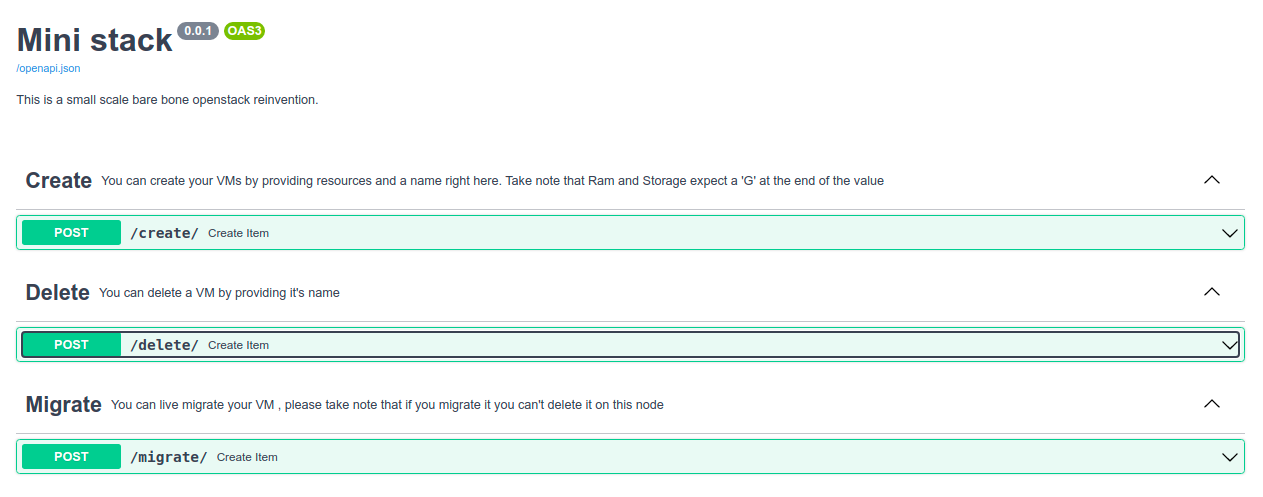 Mini stack 0.0.1 OAS3
/openapi.json
This is a small scale bare bone openstack reinvention.
Create You can create your VMs by providing resources and a name right here. Take note that Ram and Storage expect a 'G' at the end of the value
POST /create/ Create Item
Delete You can delete a VM by providing it's name
POST /delete/ Create Item
Migrate You can live migrate your VM , please take note that if you migrate it you can't delete it on this node
POST /migrate/ Create Item